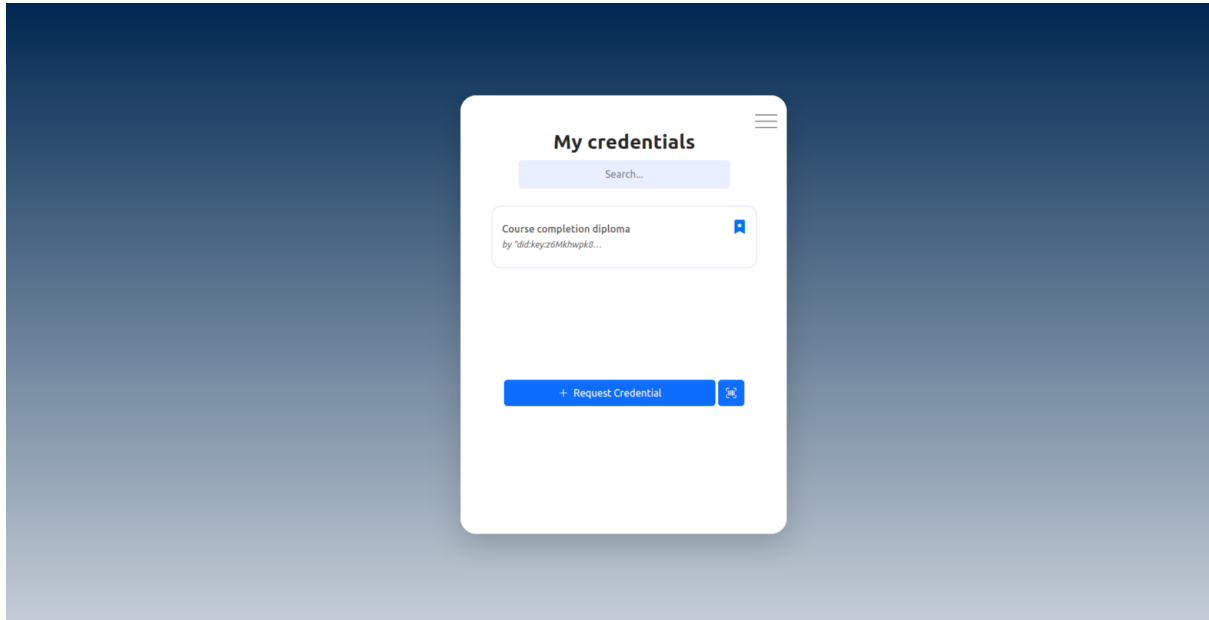 My credentials
Search...
Course completion diploma
by "did:key:z6Mkhwpk8...
+ Request Credential